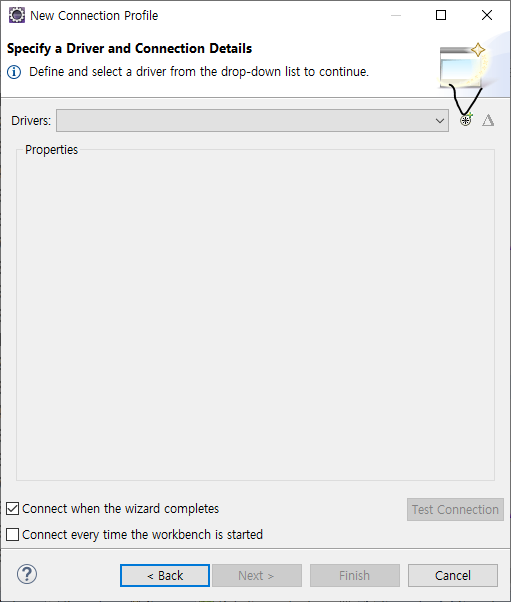 New Connection Profile
Specify a Driver and Connection Details
Define and select a driver from the drop-down list to continue.
Drivers:
Properties
Connect when the wizard completes
Test Connection
Connect every time the workbench is started
< Back
Next >
Finish
Cancel